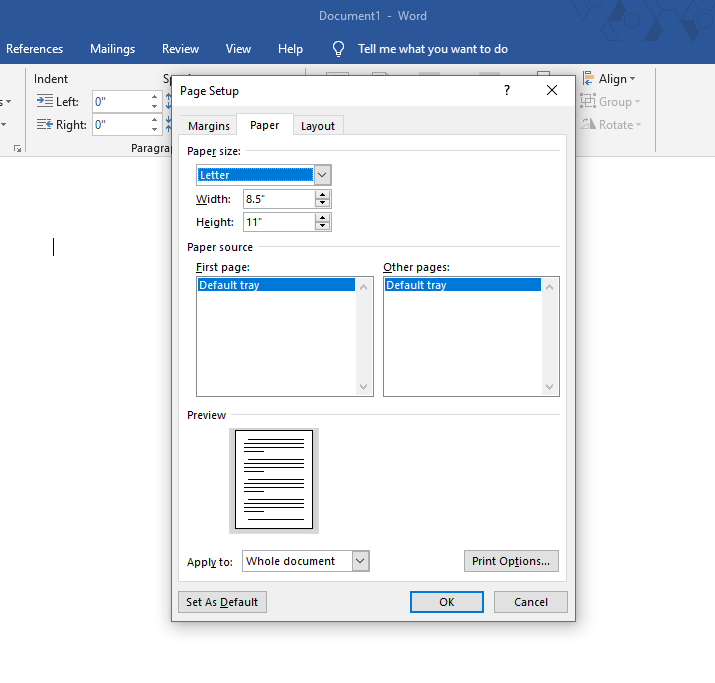 Document1 - Word
References Mailings Review View Help Tell me what you want to do
Indent
Left: 0"
Right: 0"
Align
Group
Rotate
Page Setup ?
Margins Paper Layout
Paper size:
Letter
Width: 8.5"
Height: 11"
Paper source
First page: Other pages:
Default tray Default tray
Preview
Apply to: Whole document Print Options...
Set As Default OK Cancel